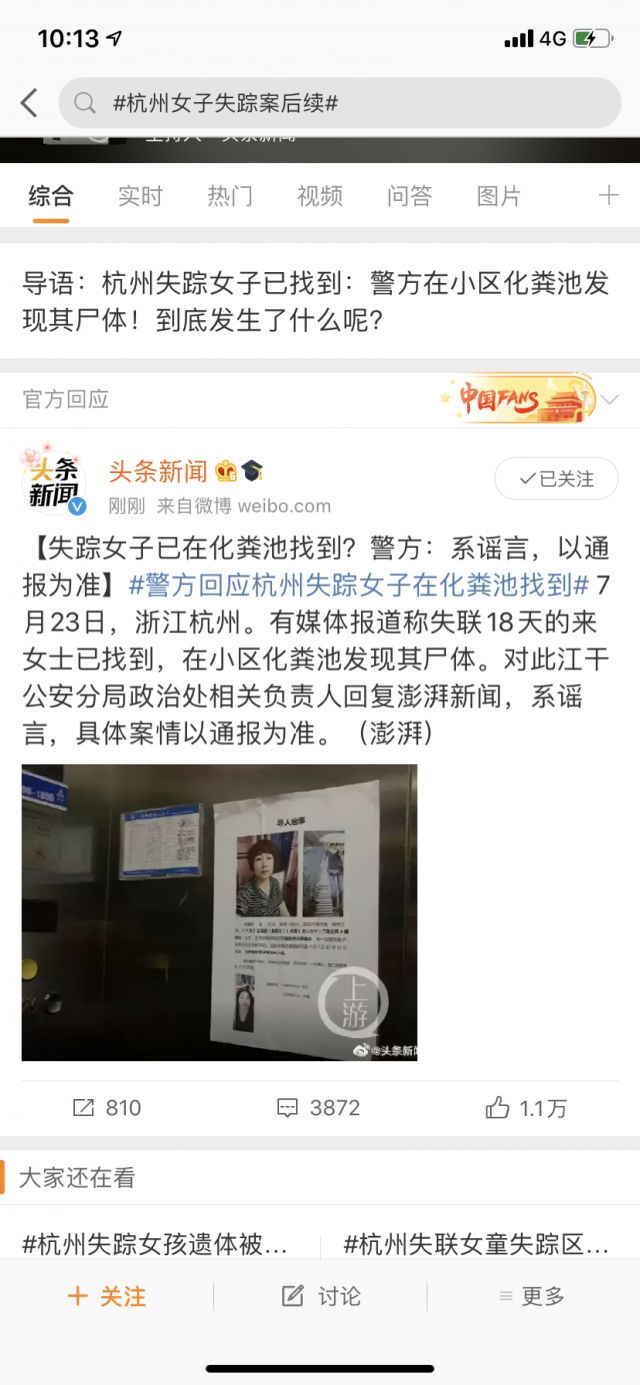 10:13
4G
#杭州女子失踪案后续#
综合 实时 热门 视频 问答 图片
导语：杭州失踪女子已找到：警方在小区化粪池发
现其尸体！到底发生了什么呢？
官方回应
中国FANS
头条
新闻
头条新闻
已关注
刚刚 来自微博 weibo.com
【失踪女子已在化粪池找到？警方：系谣言，以通
报为准】#警方回应杭州失踪女子在化粪池找到# 7
月23日，浙江杭州。有媒体报道称失联18天的来
女士已找到，在小区化粪池发现其尸体。对此江干
公安分局政治处相关负责人回复澎湃新闻，系谣
言，具体案情以通报为准。（澎湃）
寻人启事
上
游
@头条新闻
810 3872 1.1万
大家还在看
#杭州失踪女孩遗体被... #杭州失联女童失踪区...
关注 讨论 更多